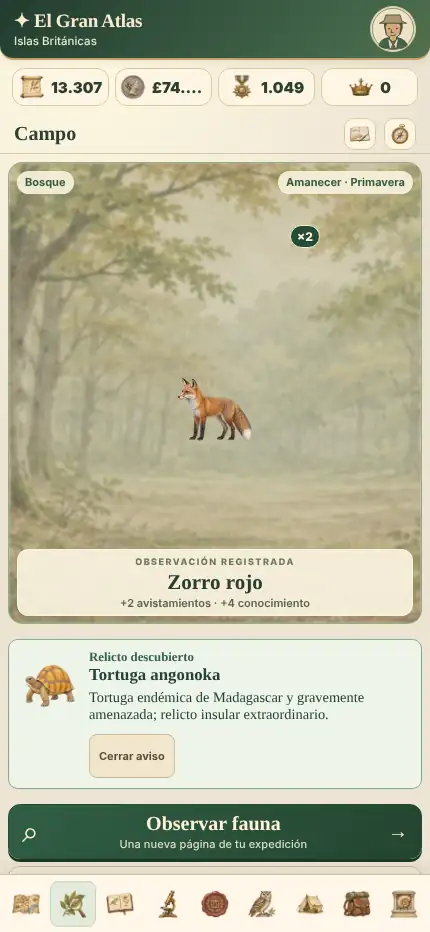 ✦ El Gran Atlas
Islas Británicas
13.307
£74....
1.049
0
Campo
Bosque
Amanecer · Primavera
×2
OBSERVACIÓN REGISTRADA
Zorro rojo
+2 avistamientos · +4 conocimiento
Relicto descubierto
Tortuga angonoka
Tortuga endémica de Madagascar y gravemente
amenazada; relicto insular extraordinario.
Cerrar aviso
Observar fauna
Una nueva página de tu expedición
→